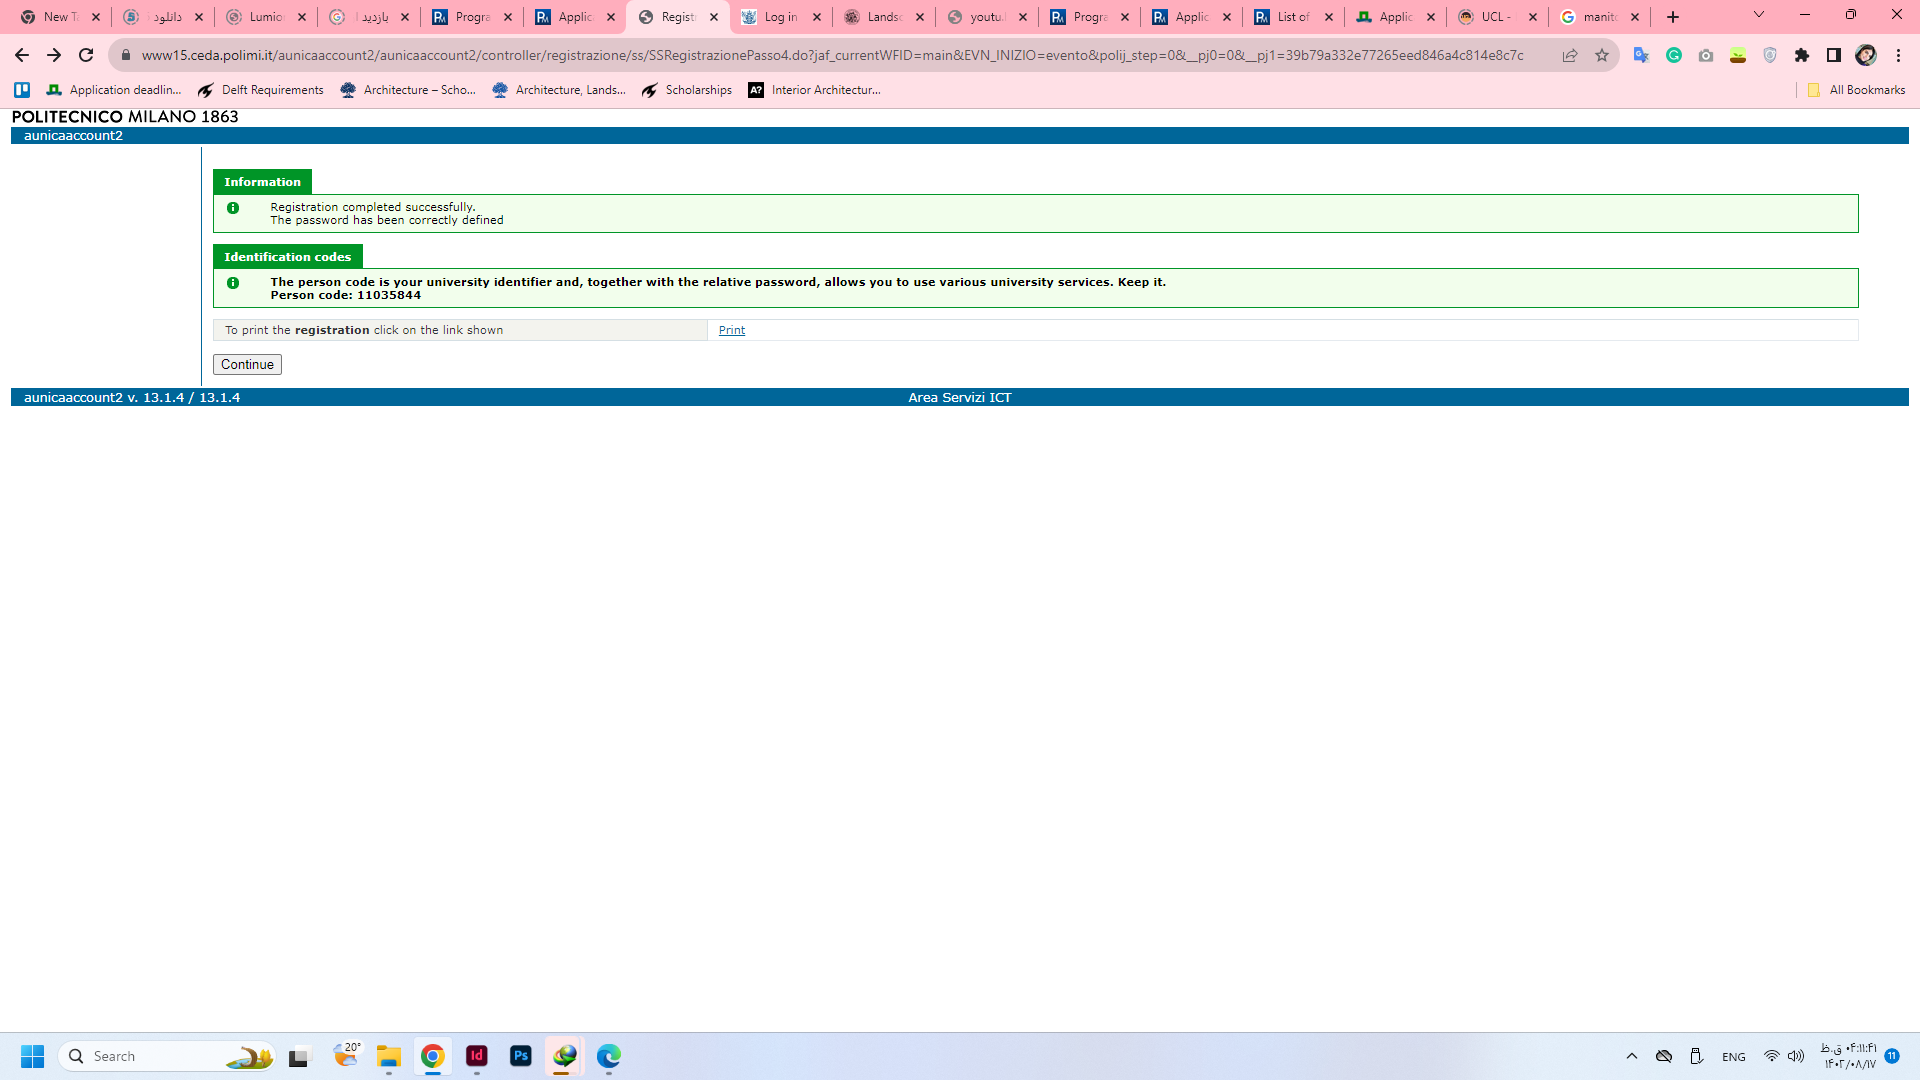 New Ta
دانلود
Lumio
بازدید
Progra
Applica
Registr
Log in
Landsc
youtu.
Progra
Applic
List of
Applic
UCL -
manito
www15.ceda.polimi.it/aunicaaccount2/aunicaaccount2/controller/registrazione/ss/SSRegistrazionePasso4.do?jaf_currentWFID=main&EVN_INIZIO=evento&polij_step=0&__pj0=0&__pj1=39b79a332e77265eed846a4c814e8c7c
Application deadlin...
Delft Requirements
Architecture – Scho...
Architecture, Lands...
Scholarships
A?
Interior Architectur...
All Bookmarks
POLITECNICO MILANO 1863
aunicaaccount2
Information
Registration completed successfully.
The password has been correctly defined
Identification codes
The person code is your university identifier and, together with the relative password, allows you to use various university services. Keep it.
Person code: 11035844
To print the registration click on the link shown
Print
Continue
aunicaaccount2 v. 13.1.4 / 13.1.4
Area Servizi ICT
Search
20°
Id
Ps
ENG
۰۴:۱۱:۴۱ ق.ظ
۱۴۰۲/۰۸/۱۷
11